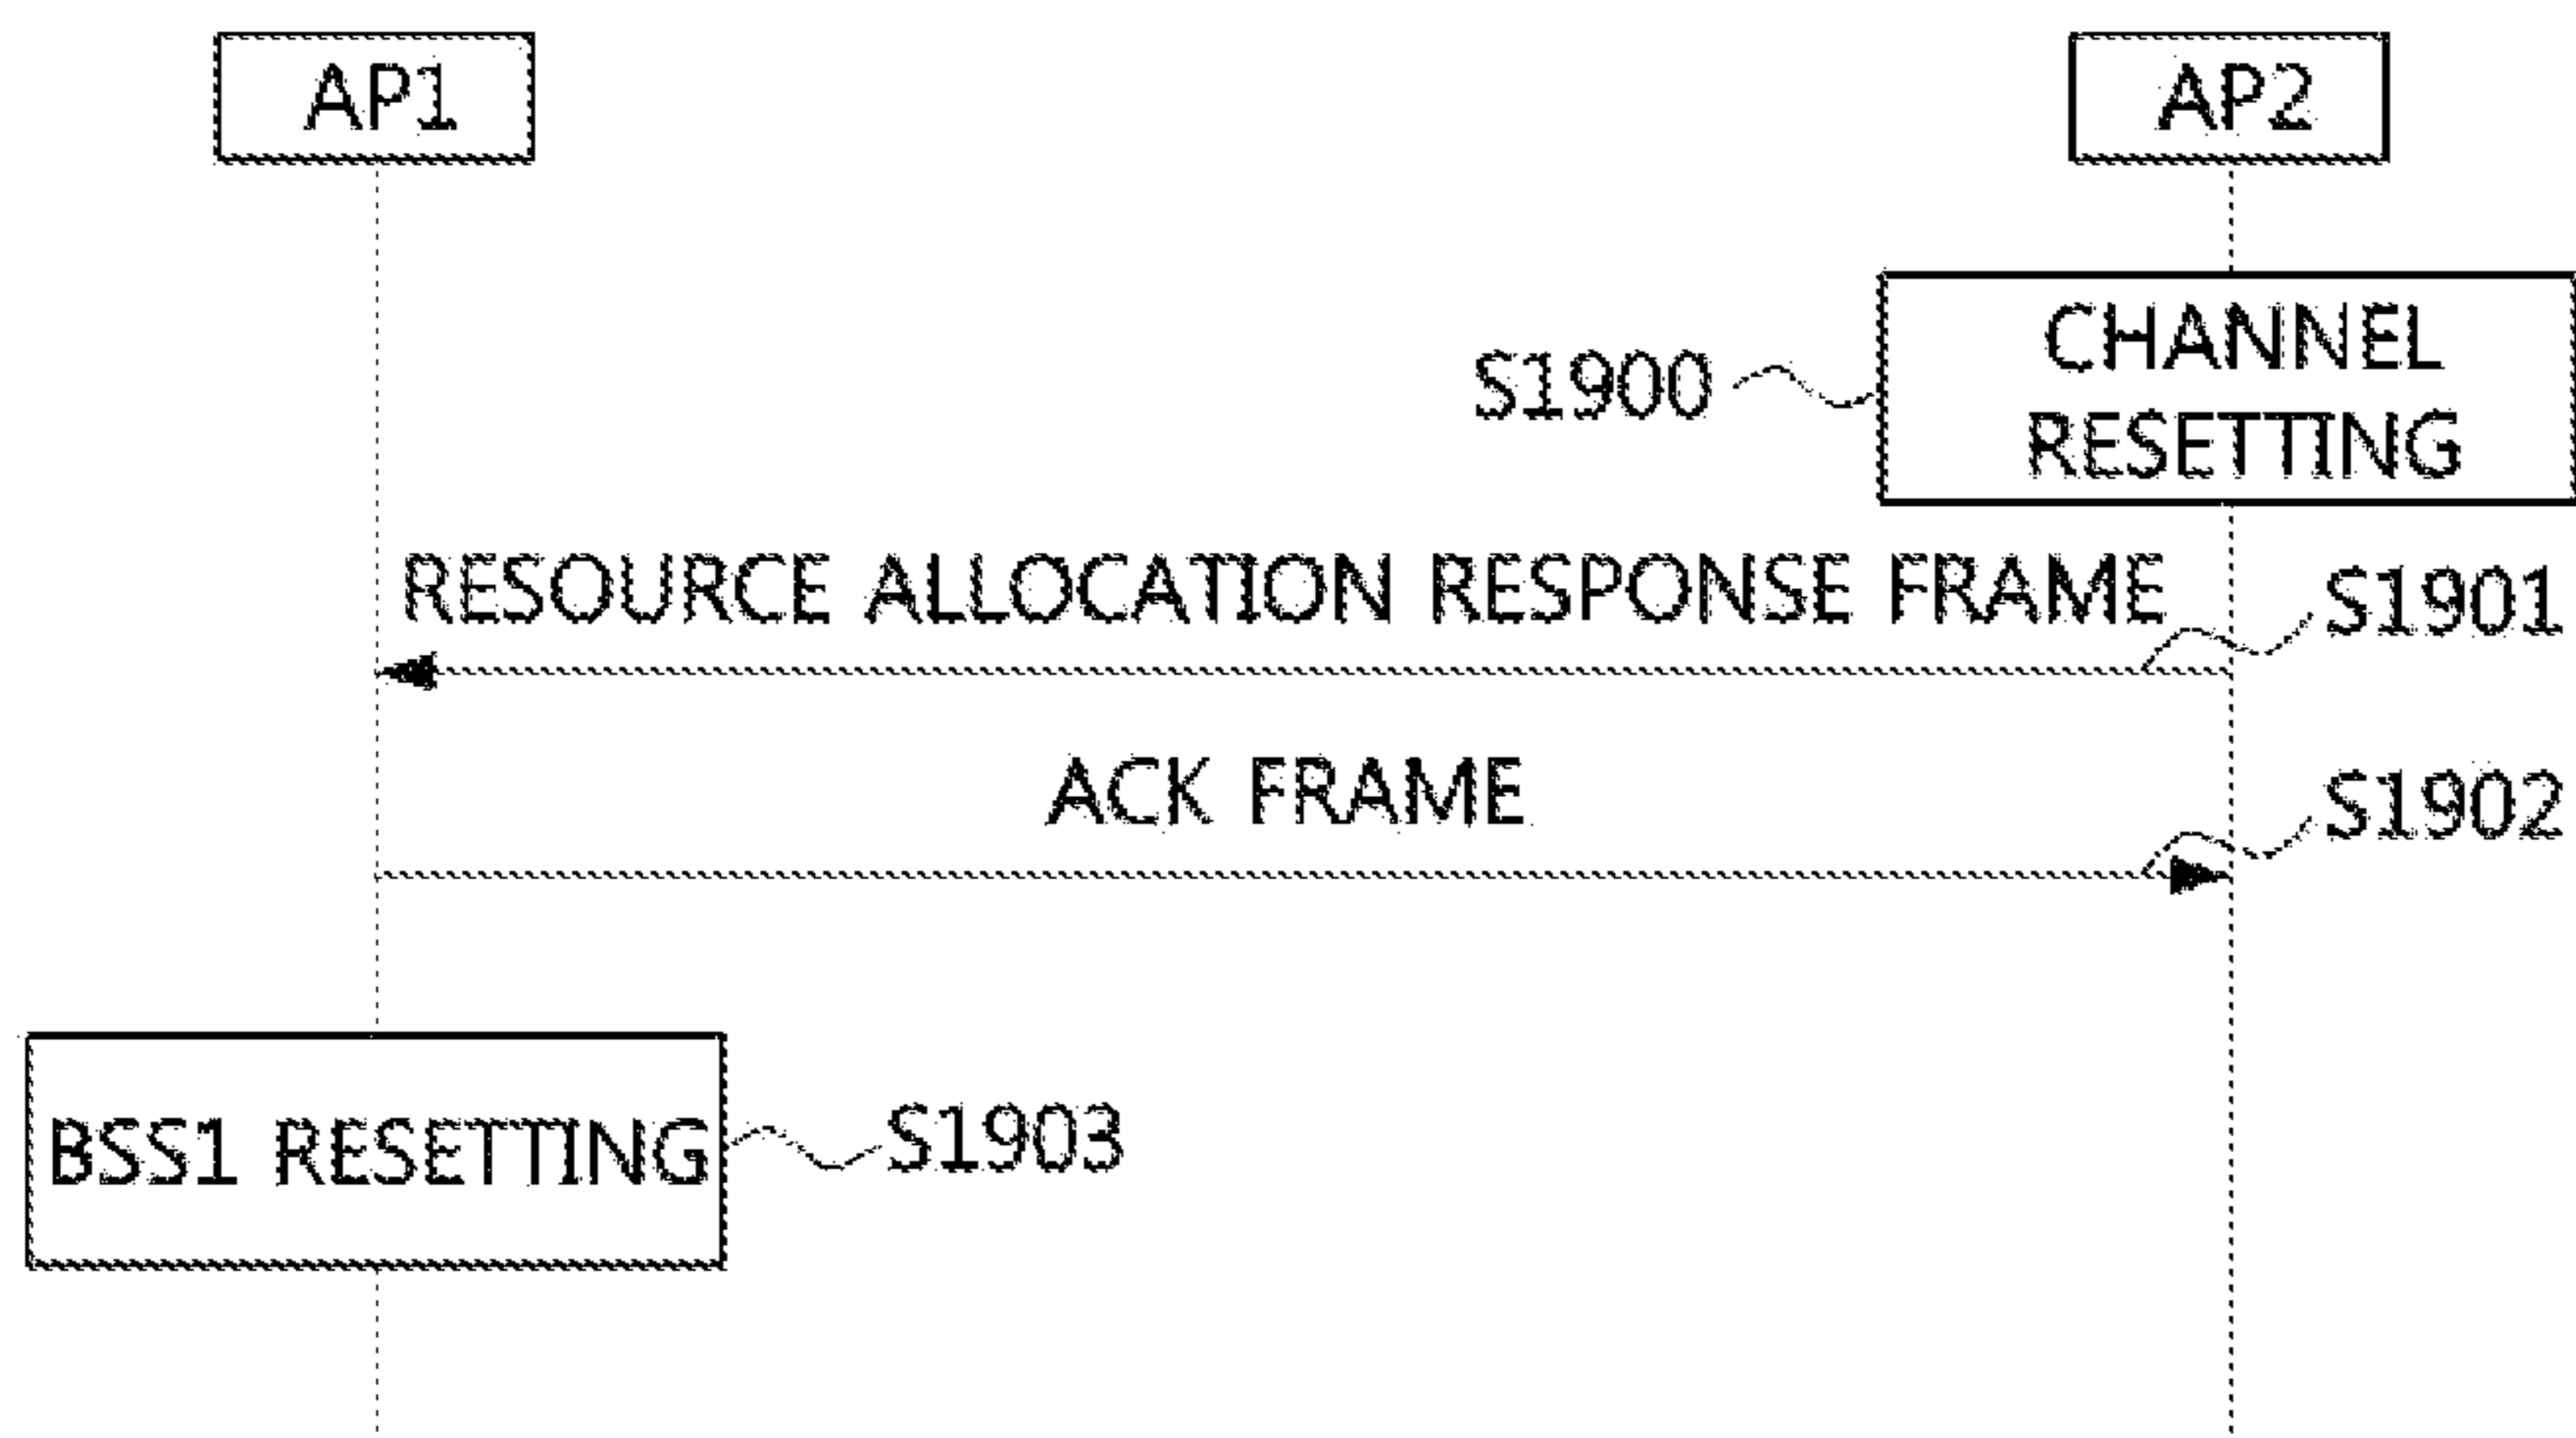 AP1
AP2
CHANNEL
RESETTING
S1900
RESOURCE ALLOCATION RESPONSE FRAME
S1901
ACK FRAME
S1902
BSS1 RESETTING
S1903